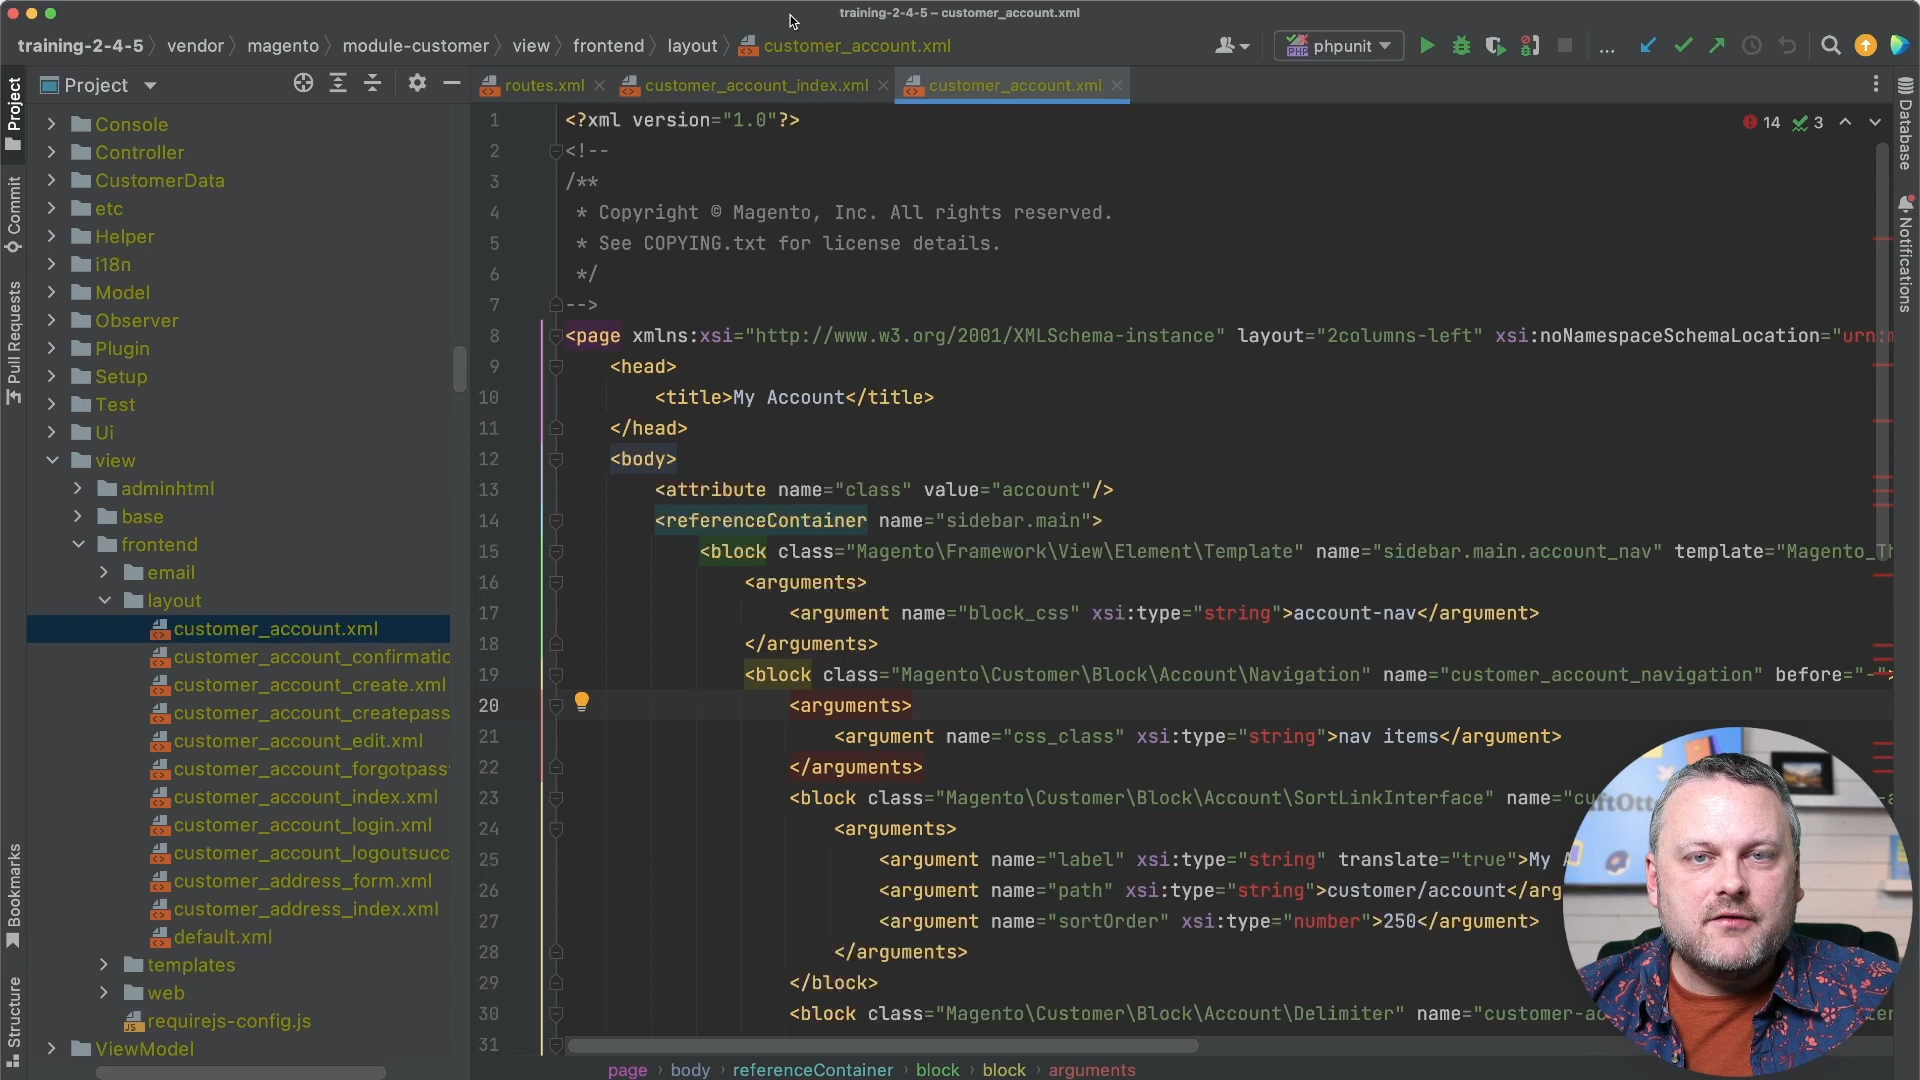 training-2-4-5 – customer_account.xml
training-2-4-5 〉 vendor 〉 magento 〉 module-customer 〉 view 〉 frontend 〉 layout 〉 customer_account.xml
phpunit
Project
routes.xml
customer_account_index.xml
customer_account.xml
Project
Commit
Pull Requests
Bookmarks
Structure
Database
Notifications
Console
Controller
CustomerData
etc
Helper
i18n
Model
Observer
Plugin
Setup
Test
Ui
view
adminhtml
base
frontend
email
layout
customer_account.xml
customer_account_confirmatio
customer_account_create.xml
customer_account_createpass
customer_account_edit.xml
customer_account_forgotpass
customer_account_index.xml
customer_account_login.xml
customer_account_logoutsucc
customer_address_form.xml
customer_address_index.xml
default.xml
templates
web
requirejs-config.js
ViewModel
14 3
1 <?xml version="1.0"?>
2 <!--
3 /**
4 * Copyright © Magento, Inc. All rights reserved.
5 * See COPYING.txt for license details.
6 */
7 -->
8 <page xmlns:xsi="http://www.w3.org/2001/XMLSchema-instance" layout="2columns-left" xsi:noNamespaceSchemaLocation="urn:
9 <head>
10 <title>My Account</title>
11 </head>
12 <body>
13 <attribute name="class" value="account"/>
14 <referenceContainer name="sidebar.main">
15 <block class="Magento\Framework\View\Element\Template" name="sidebar.main.account_nav" template="Magento_Th
16 <arguments>
17 <argument name="block_css" xsi:type="string">account-nav</argument>
18 </arguments>
19 <block class="Magento\Customer\Block\Account\Navigation" name="customer_account_navigation" before="-">
20 <arguments>
21 <argument name="css_class" xsi:type="string">nav items</argument>
22 </arguments>
23 <block class="Magento\Customer\Block\Account\SortLinkInterface" name="cu
24 <arguments>
25 <argument name="label" xsi:type="string" translate="true">My A
26 <argument name="path" xsi:type="string">customer/account</arg
27 <argument name="sortOrder" xsi:type="number">250</argument>
28 </arguments>
29 </block>
30 <block class="Magento\Customer\Block\Account\Delimiter" name="customer-ac
31
page › body › referenceContainer › block › block › arguments